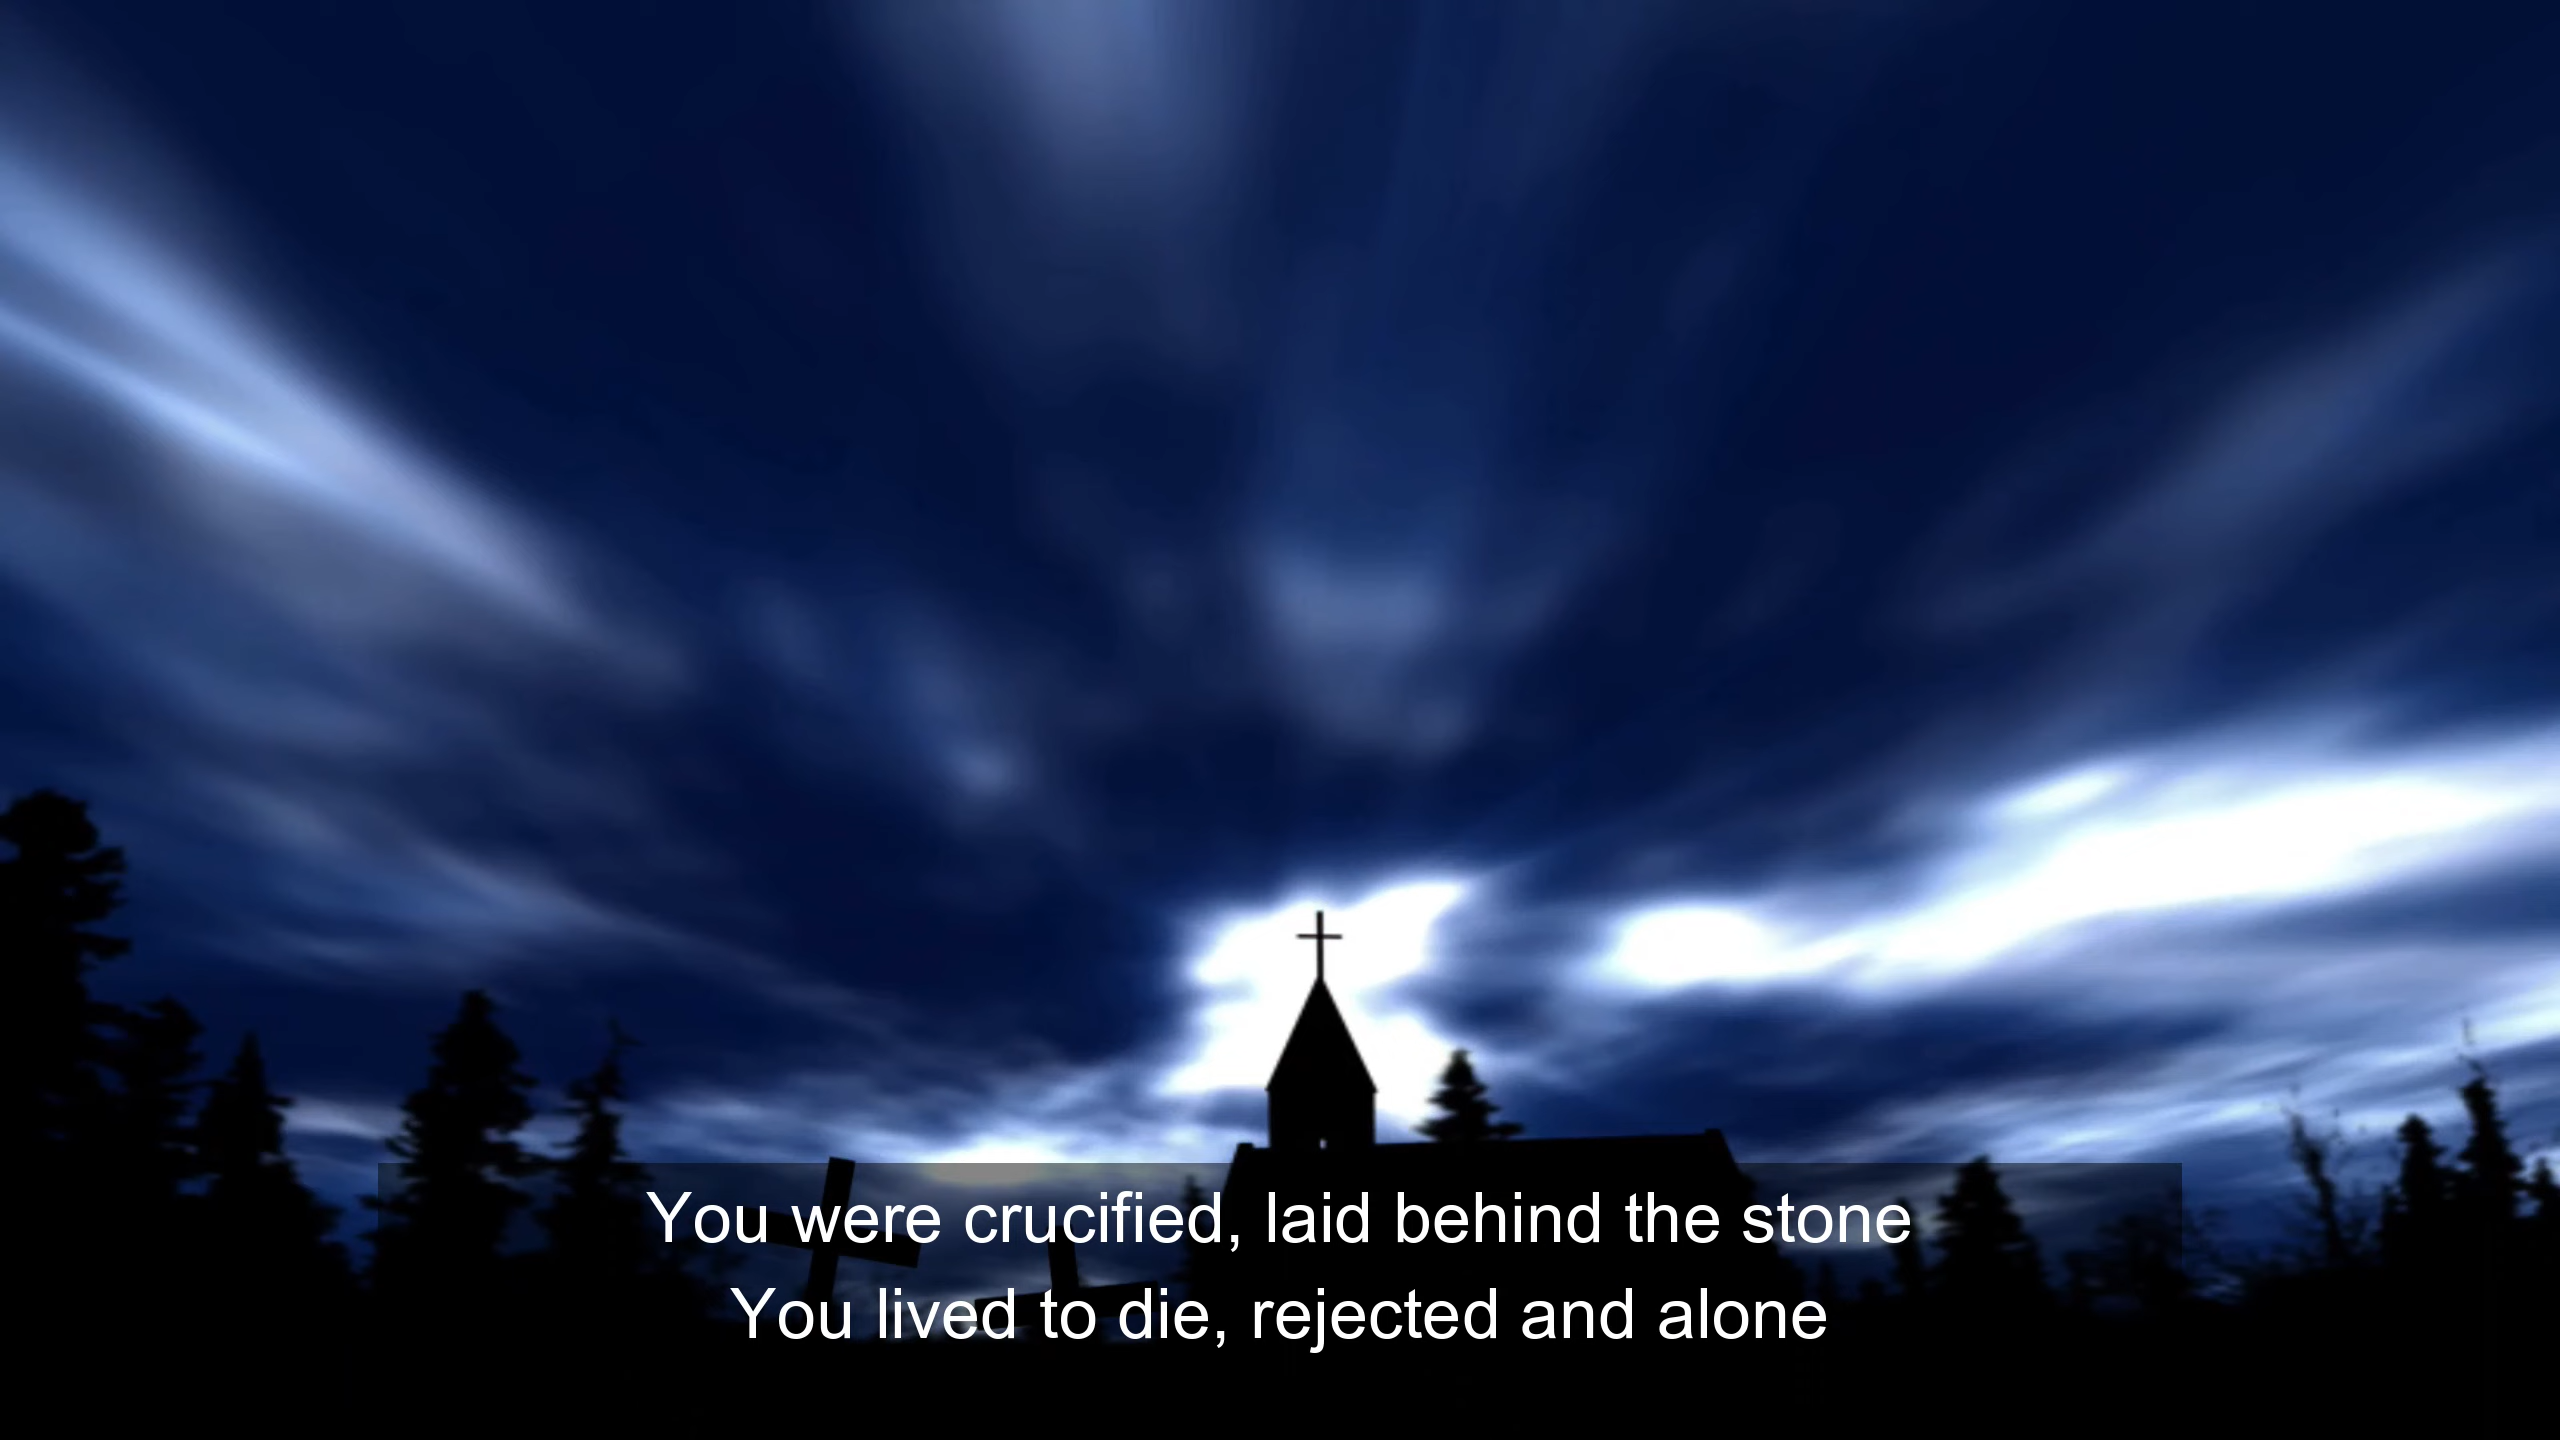 You were crucified, laid behind the stone
You lived to die, rejected and alone